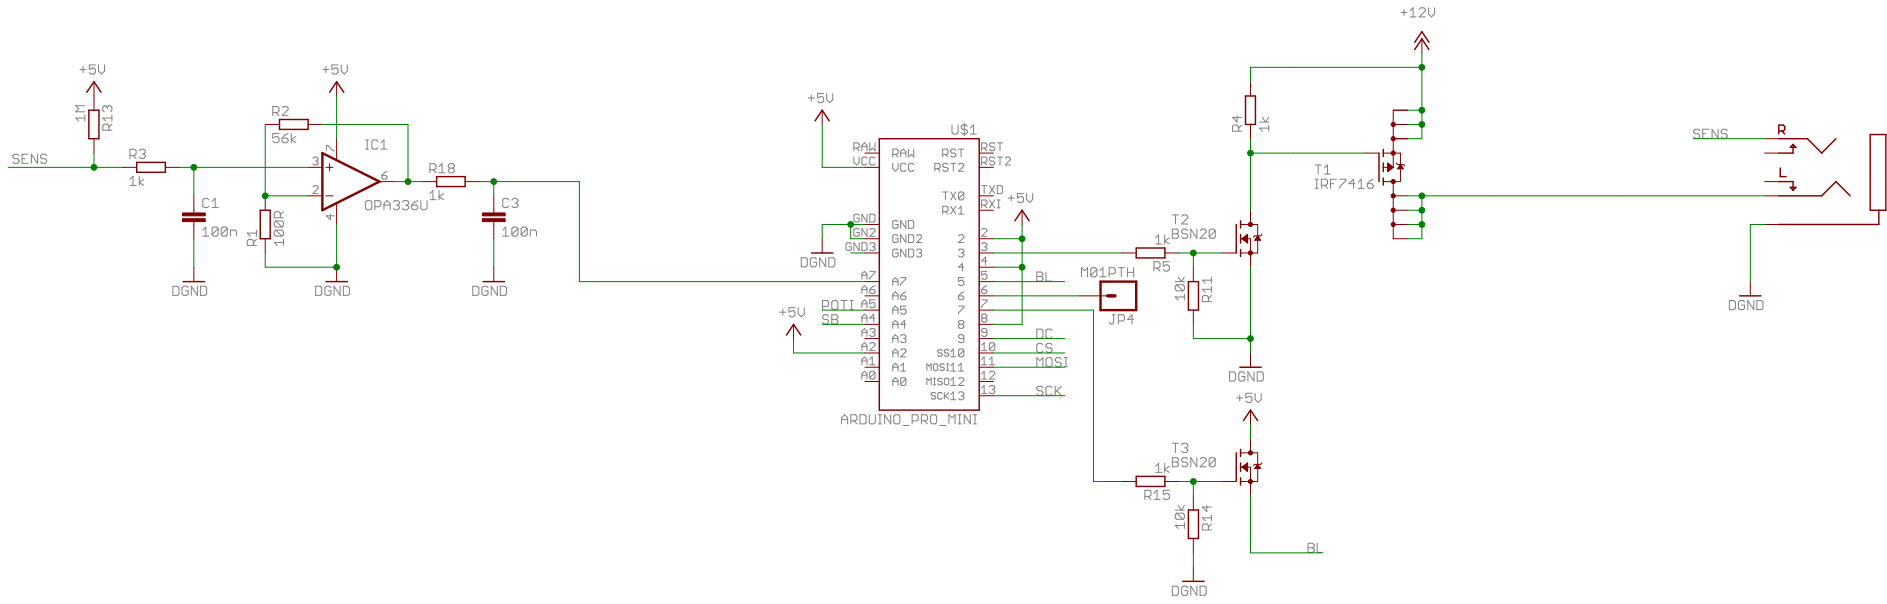 SENS
+5V
1M
R13
R3
1k
C1
100n
DGND
R2
56k
R1
100R
+5V
IC1
3
2
7
6
4
+
-
OPA336U
DGND
R18
1k
C3
100n
DGND
+5V
U$1
RAW RAW RST RST
VCC VCC RST2 RST2
TX0 TXD
RX1 RXI
GND GND
GN2 GND2 2 2
GND3 GND3 3 3
4 4
A7 A7 5 5 BL
A6 A6 6 6
POTI A5 A5 7 7
SB A4 A4 8 8
A3 A3 9 9 DC
A2 A2 SS10 10 CS
A1 A1 MOSI11 11 MOSI
A0 A0 MISO12 12
SCK13 13 SCK
ARDUINO_PRO_MINI
DGND
+5V
+5V
M01PTH
JP4
1k
R5
10k
R11
T2
BSN20
DGND
R4
1k
+12V
T1
IRF7416
+5V
T3
BSN20
1k
R15
10k
R14
DGND
BL
SENS
R
L
DGND